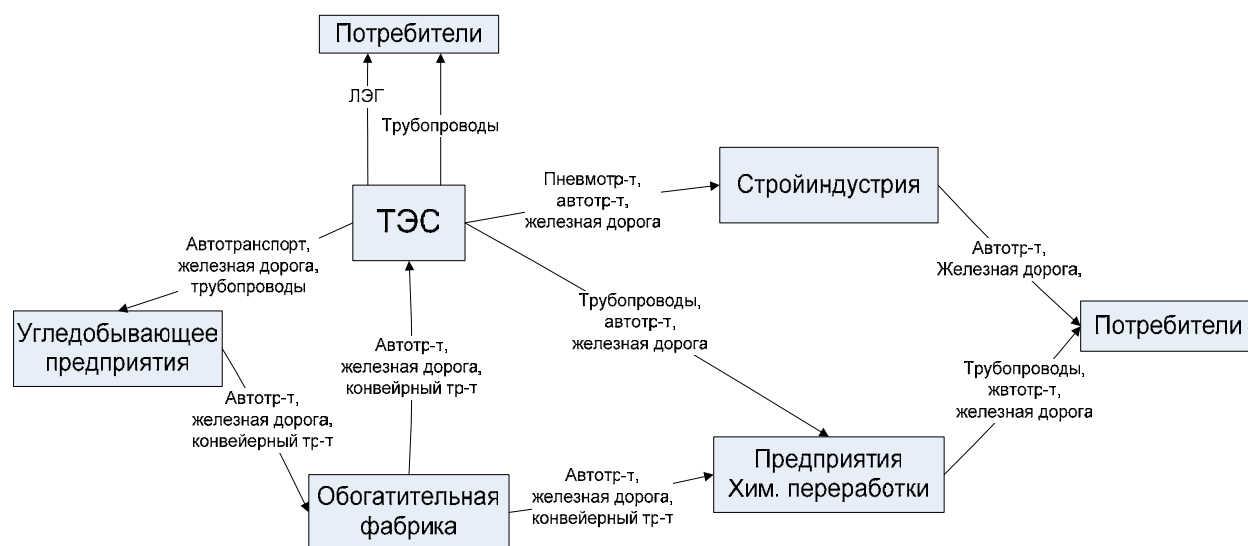 Потребители
ЛЭГ
Трубопроводы
ТЭС
Пневмотр-т,
автотр-т,
железная дорога
Стройиндустрия
Автотранспорт,
железная дорога,
трубопроводы
Автотр-т,
Железная дорога,
Угледобывающее
предприятия
Трубопроводы,
автотр-т,
железная дорога
Потребители
Автотр-т,
железная дорога,
конвейрный тр-т
Трубопроводы,
жвтотр-т,
железная дорога
Автотр-т,
железная дорога,
конвейерный тр-т
Предприятия
Хим. переработки
Обогатительная
фабрика
Автотр-т,
железная дорога,
конвейерный тр-т